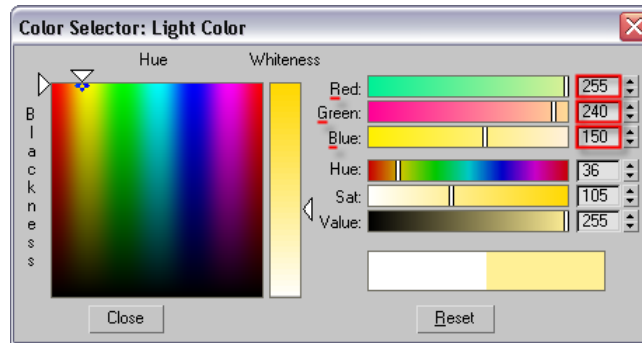 Color Selector: Light Color
Hue
Whiteness
Blackness
Red: 255
Green: 240
Blue: 150
Hue: 36
Sat: 105
Value: 255
Close
Reset